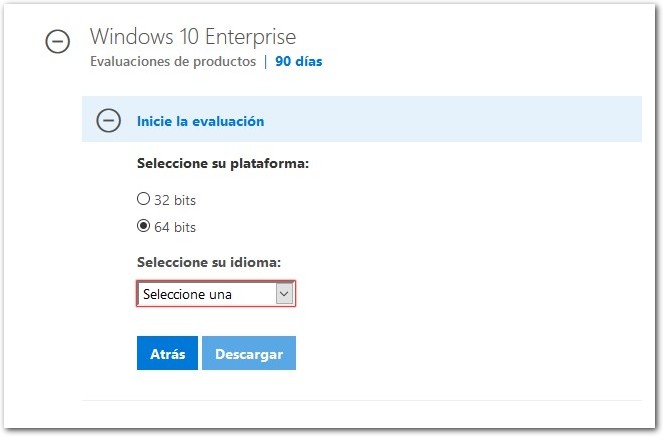 Windows 10 Enterprise
Evaluaciones de productos | 90 días
Inicie la evaluación
Seleccione su plataforma:
32 bits
64 bits
Seleccione su idioma:
Seleccione una
Atrás Descargar